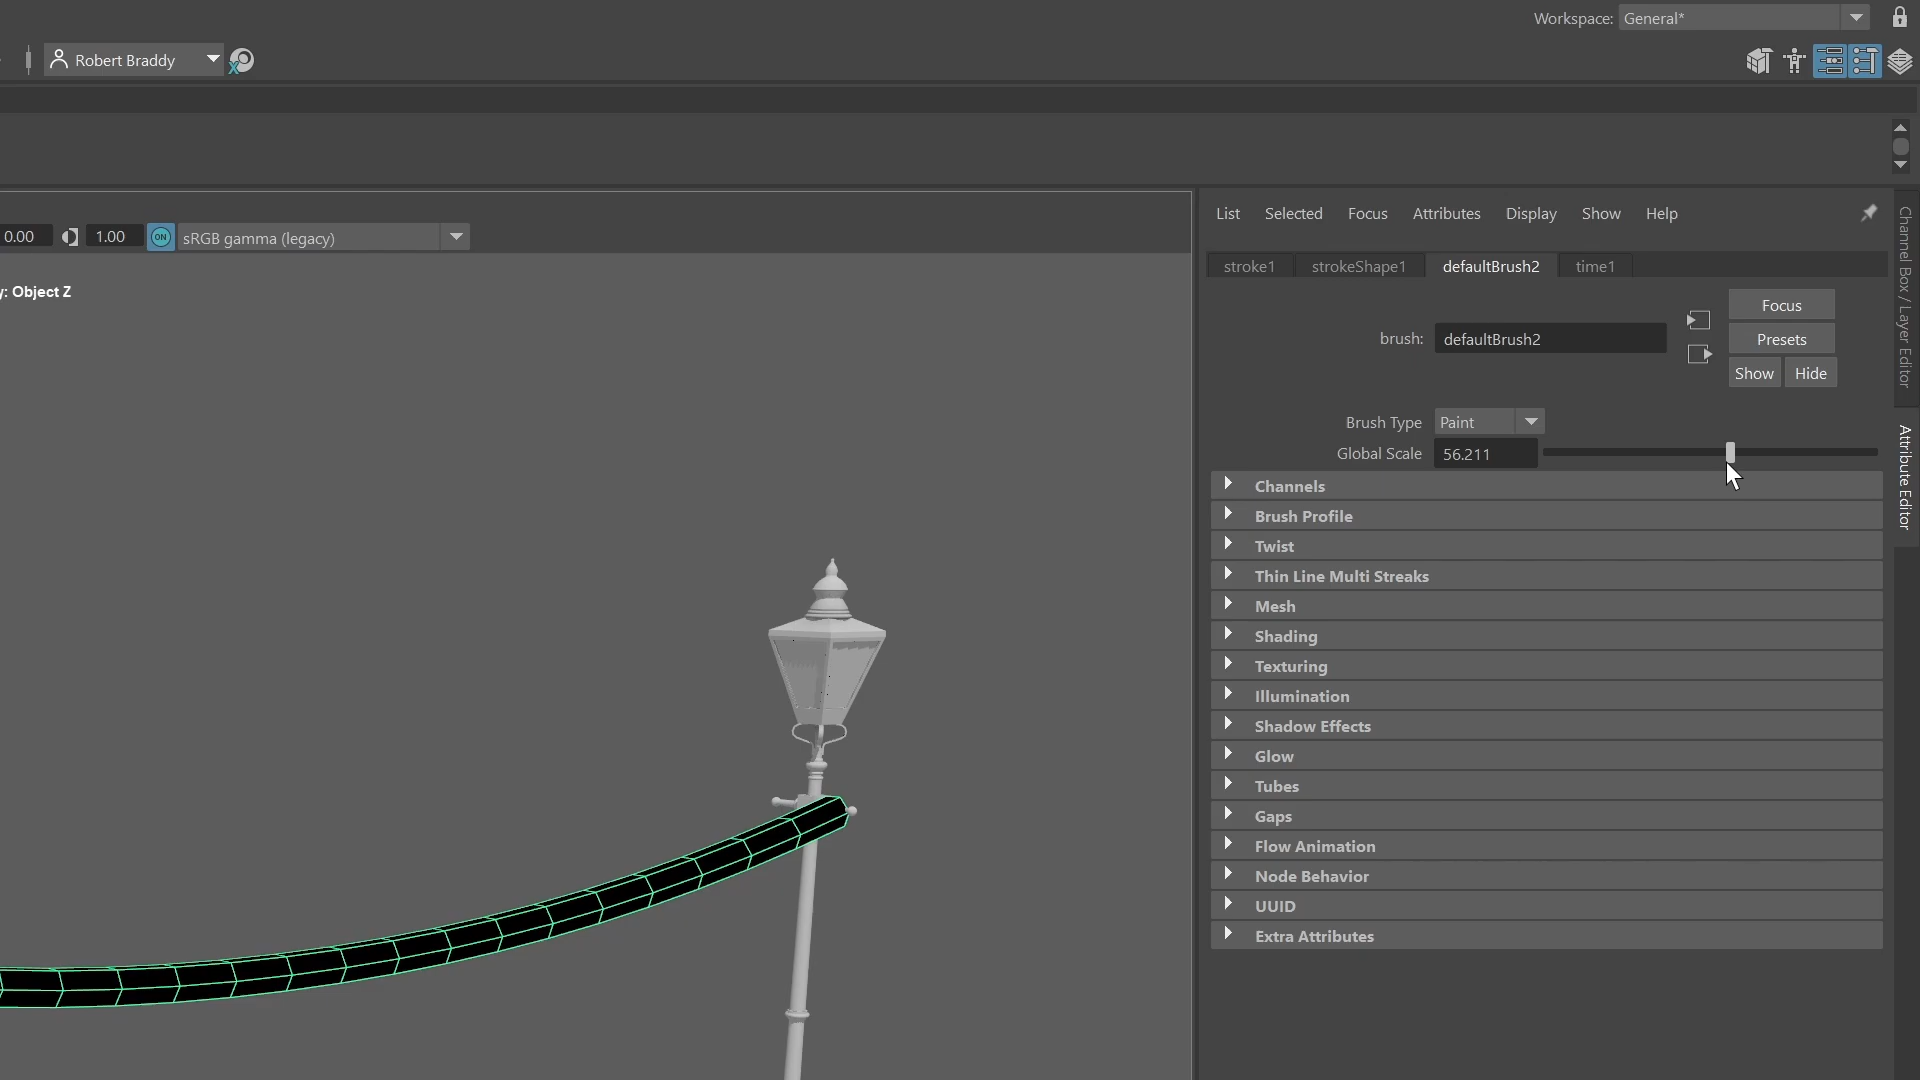 Workspace: General*
Robert Braddy
0.00 1.00 ON sRGB gamma (legacy)
y: Object Z
List Selected Focus Attributes Display Show Help
stroke1 strokeShape1 defaultBrush2 time1
Focus
brush: defaultBrush2
Presets
Show Hide
Brush Type Paint
Global Scale 56.211
Channels
Brush Profile
Twist
Thin Line Multi Streaks
Mesh
Shading
Texturing
Illumination
Shadow Effects
Glow
Tubes
Gaps
Flow Animation
Node Behavior
UUID
Extra Attributes
Channel Box / Layer Editor
Attribute Editor